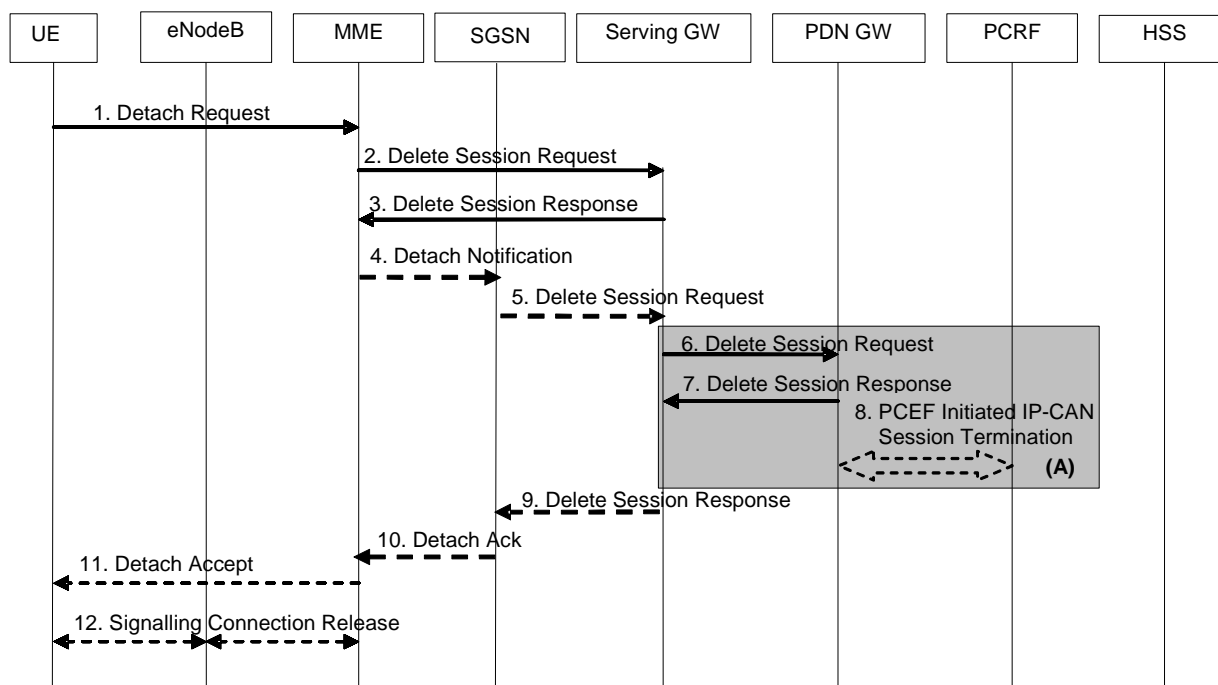 UE
eNodeB
MME
SGSN
Serving GW
PDN GW
PCRF
HSS
1. Detach Request
2. Delete Session Request
3. Delete Session Response
4. Detach Notification
5. Delete Session Request
6. Delete Session Request
7. Delete Session Response
8. PCEF Initiated IP-CAN
Session Termination
(A)
9. Delete Session Response
10. Detach Ack
11. Detach Accept
12. Signalling Connection Release